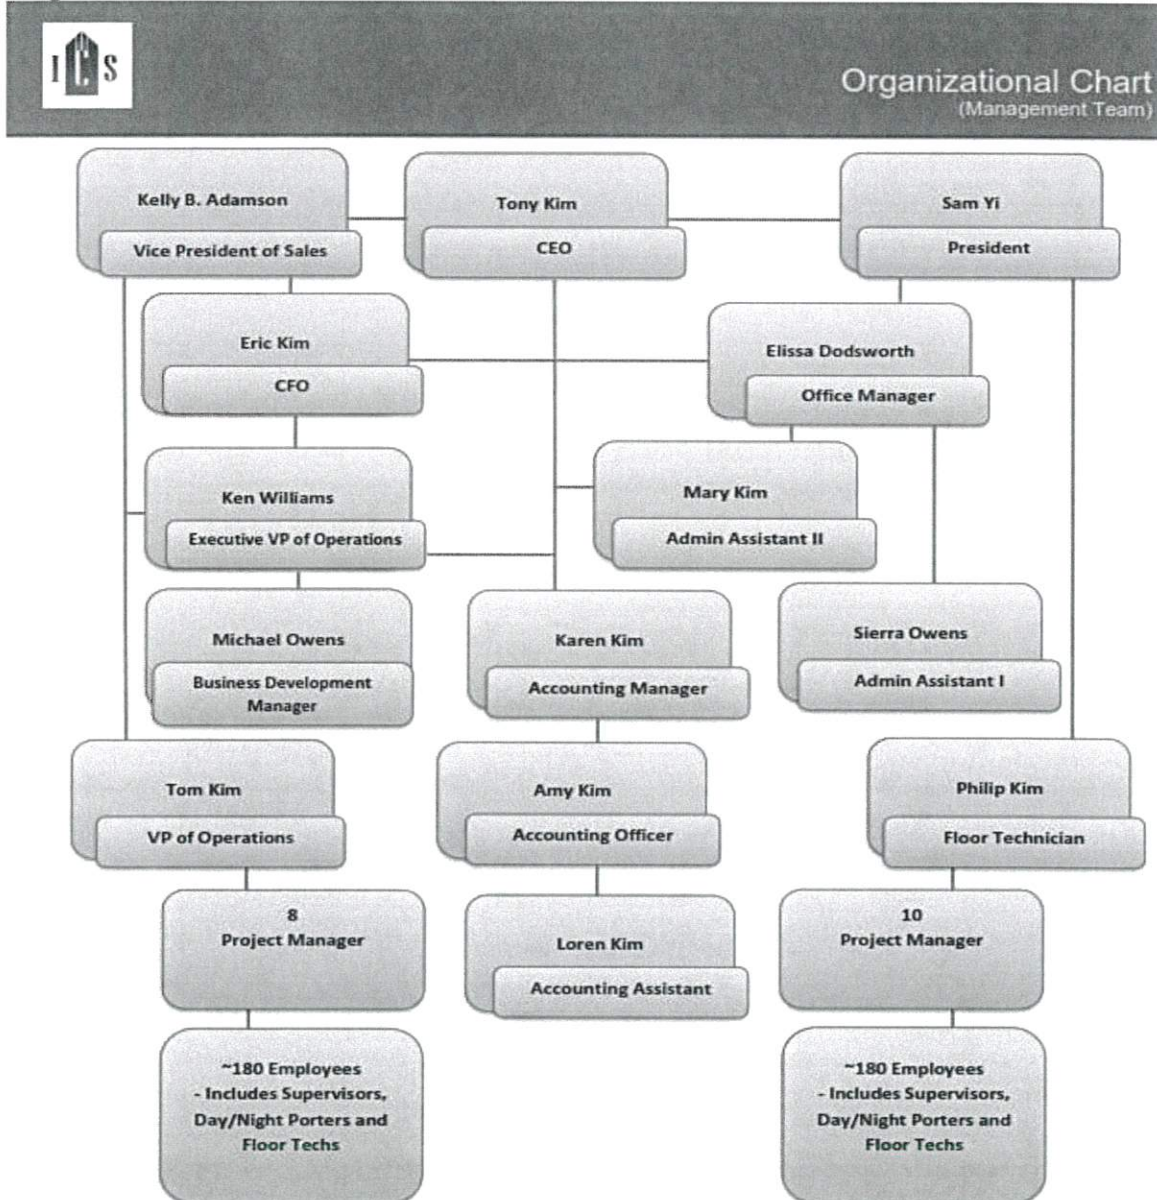 ICS
Organizational Chart
(Management Team)
Kelly B. Adamson
Vice President of Sales
Tony Kim
CEO
Sam Yi
President
Eric Kim
CFO
Elissa Dodsworth
Office Manager
Ken Williams
Executive VP of Operations
Mary Kim
Admin Assistant II
Michael Owens
Business Development
Manager
Karen Kim
Accounting Manager
Sierra Owens
Admin Assistant I
Tom Kim
VP of Operations
Amy Kim
Accounting Officer
Philip Kim
Floor Technician
8
Project Manager
Loren Kim
Accounting Assistant
10
Project Manager
~180 Employees
- Includes Supervisors,
Day/Night Porters and
Floor Techs
~180 Employees
- Includes Supervisors,
Day/Night Porters and
Floor Techs